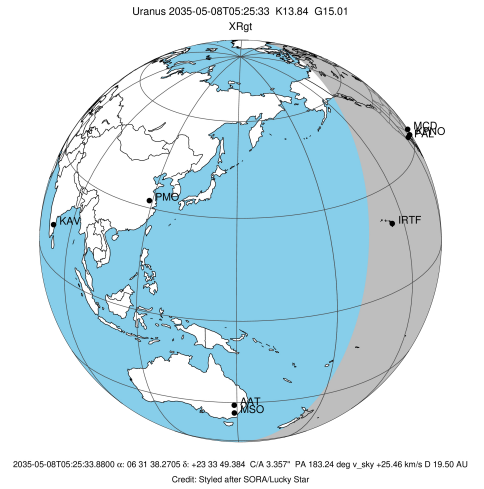 Uranus 2035-05-08T05:25:33 K13.84 G15.01
XRgt
MCD
PAL
PMO
KAV
IRTF
AAT
MSO
2035-05-08T05:25:33.8800 α: 06 31 38.2705 δ: +23 33 49.384 C/A 3.357" PA 183.24 deg v_sky +25.46 km/s D 19.50 AU
Credit: Styled after SORA/Lucky Star